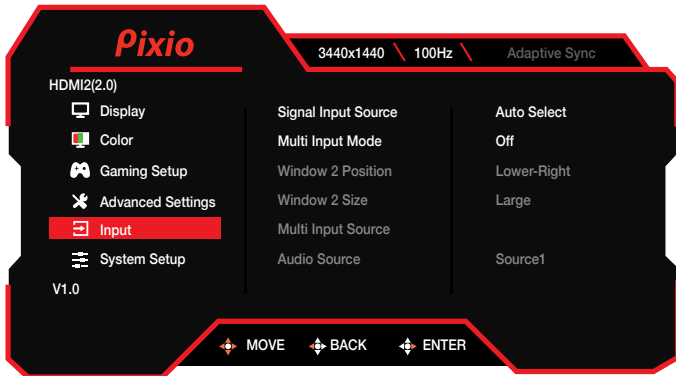 Pixio
3440x1440 100Hz Adaptive Sync
HDMI2(2.0)
Display
Color
Gaming Setup
Advanced Settings
Input
System Setup
V1.0
Signal Input Source Auto Select
Multi Input Mode Off
Window 2 Position Lower-Right
Window 2 Size Large
Multi Input Source
Audio Source Source1
MOVE BACK ENTER